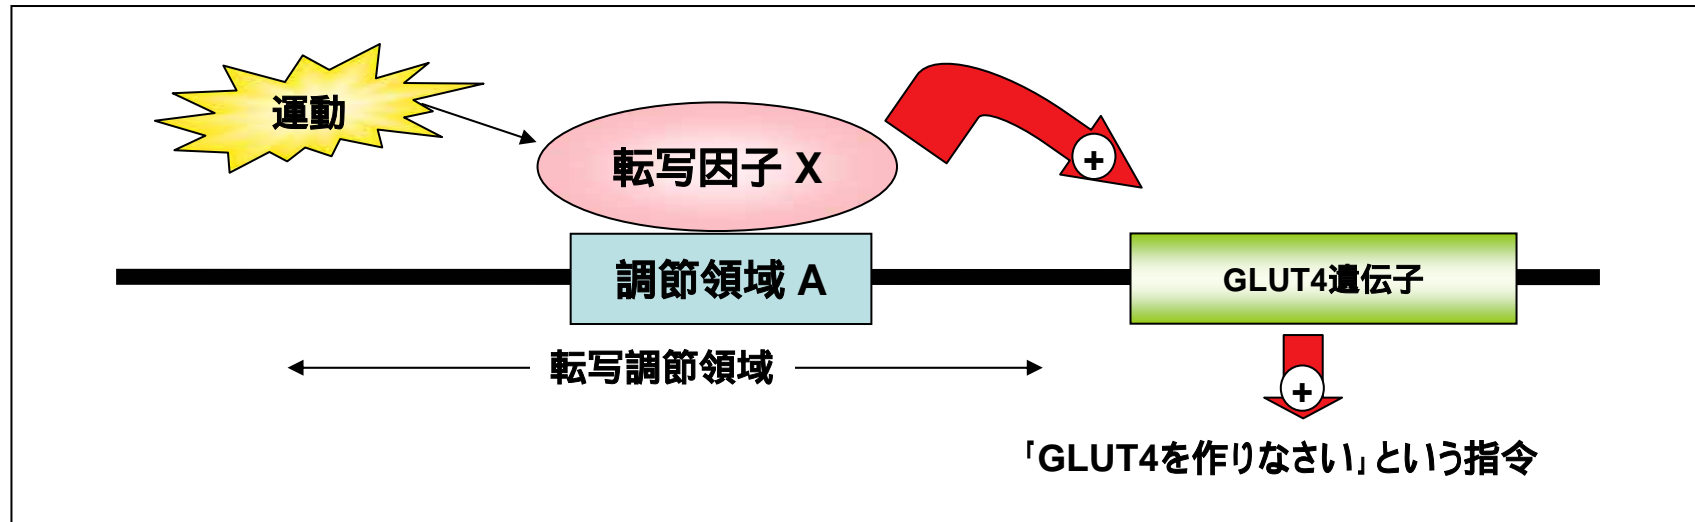 運動
転写因子 X
+
調節領域 A
GLUT4遺伝子
転写調節領域
+
「GLUT4を作りなさい」という指令